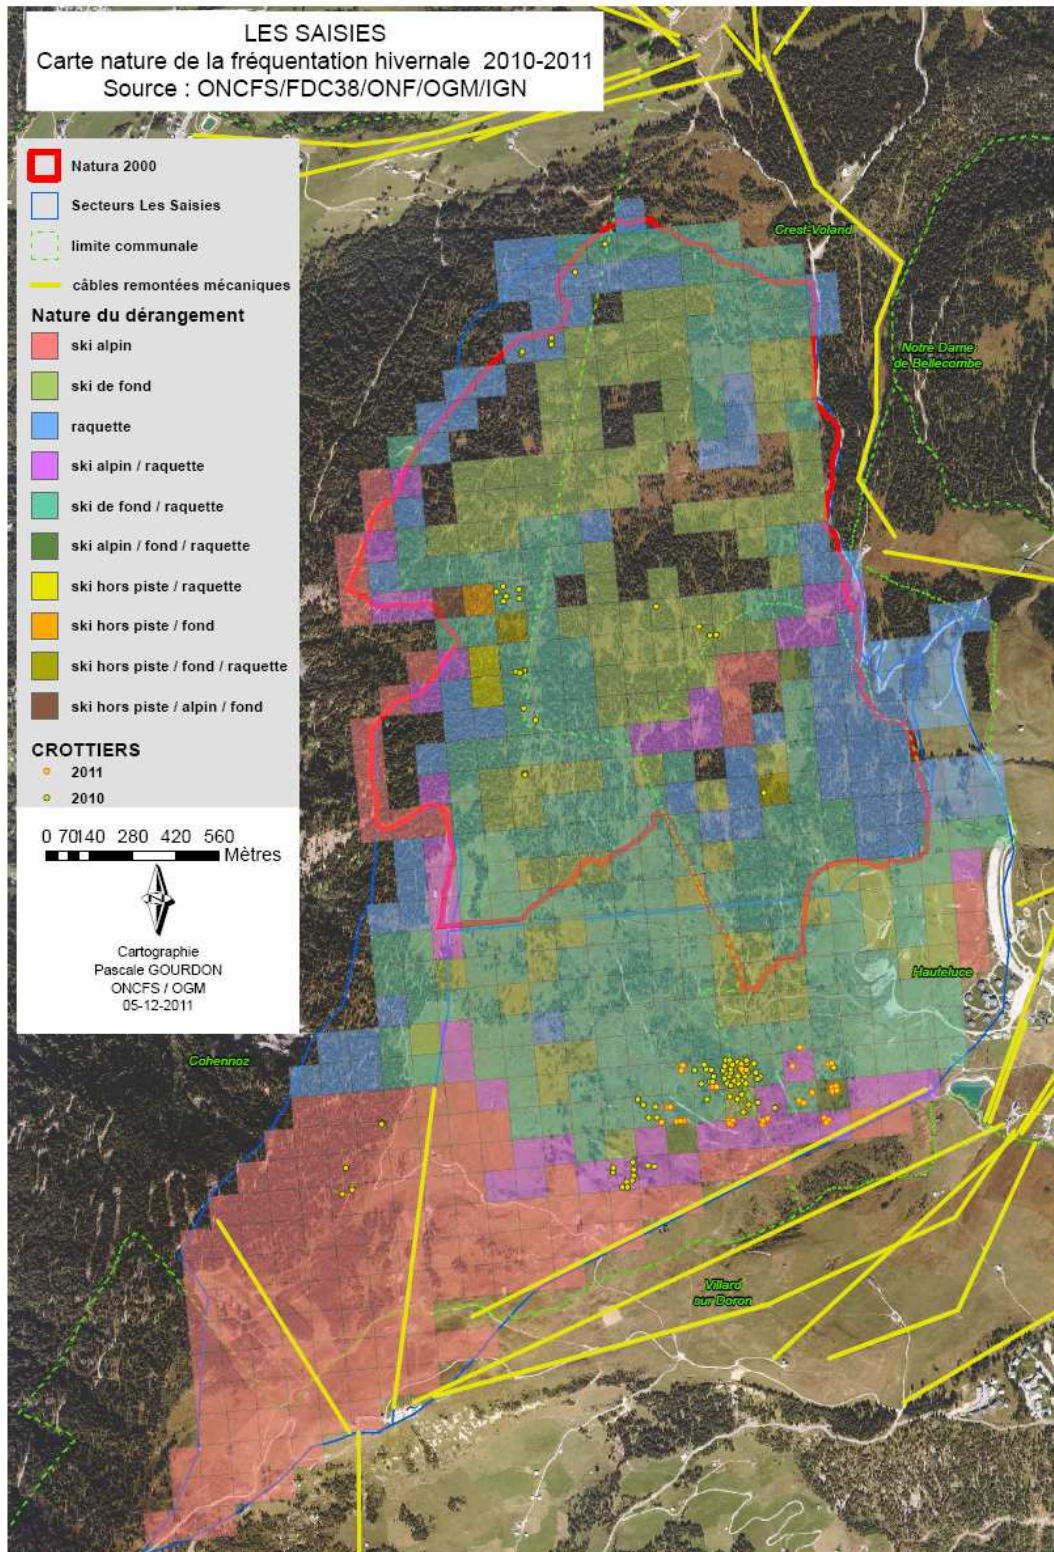 LES SAISIES
Carte nature de la fréquentation hivernale 2010-2011
Source : ONCFS/FDC38/ONF/OGM/IGN
Natura 2000
Secteurs Les Saisies
limite communale
câbles remontées mécaniques
Nature du dérangement
ski alpin
ski de fond
raquette
ski alpin / raquette
ski de fond / raquette
ski alpin / fond / raquette
ski hors piste / raquette
ski hors piste / fond
ski hors piste / fond / raquette
ski hors piste / alpin / fond
CROTTIERS
2011
2010
0 70140 280 420 560
Mètres
Cartographie
Pascale GOURDON
ONCFS / OGM
05-12-2011
Crest-Voland
Notre Dame
de Bellecombe
Hauteluce
Cohennoz
Villard
sur Doron